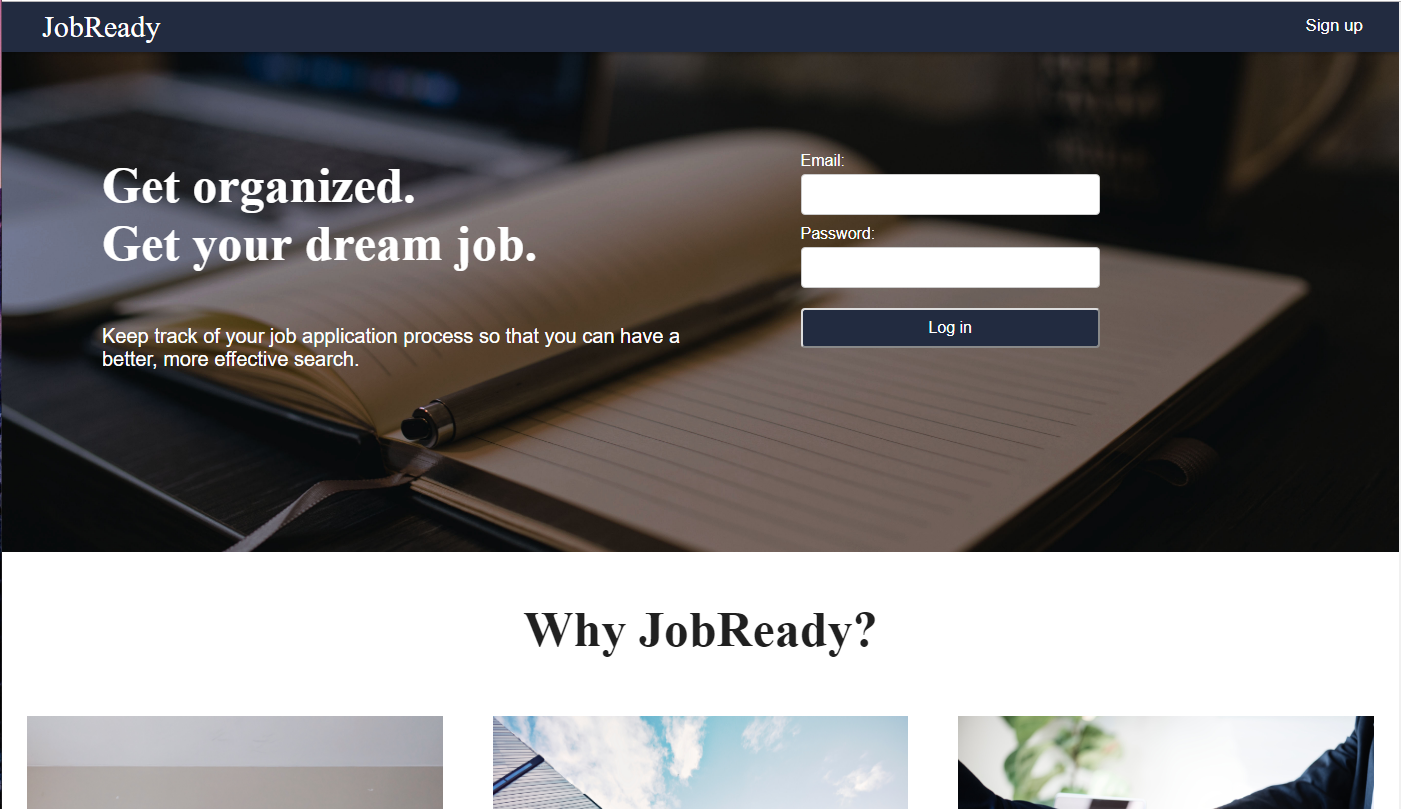 JobReady
Sign up
Get organized.
Get your dream job.
Keep track of your job application process so that you can have a
better, more effective search.
Email:
Password:
Log in
Why JobReady?